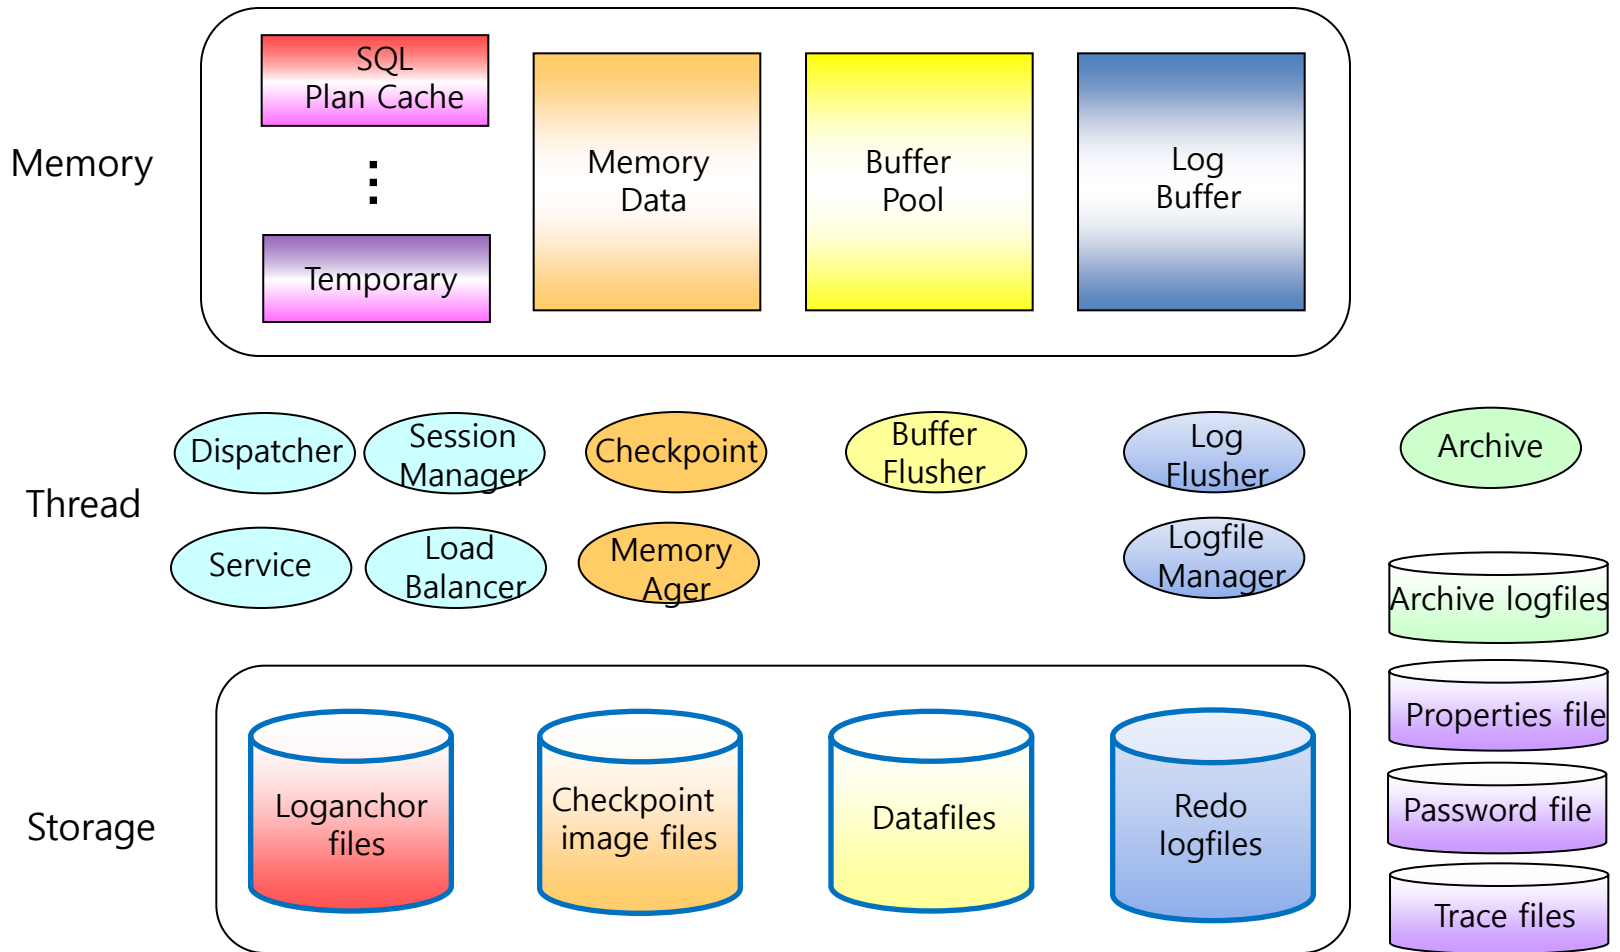 Memory
SQL
Plan Cache
Temporary
Memory
Data
Buffer
Pool
Log
Buffer
Thread
Dispatcher
Session
Manager
Checkpoint
Buffer
Flusher
Log
Flusher
Archive
Service
Load
Balancer
Memory
Ager
Logfile
Manager
Archive logfiles
Properties file
Password file
Trace files
Storage
Loganchor
files
Checkpoint
image files
Datafiles
Redo
logfiles